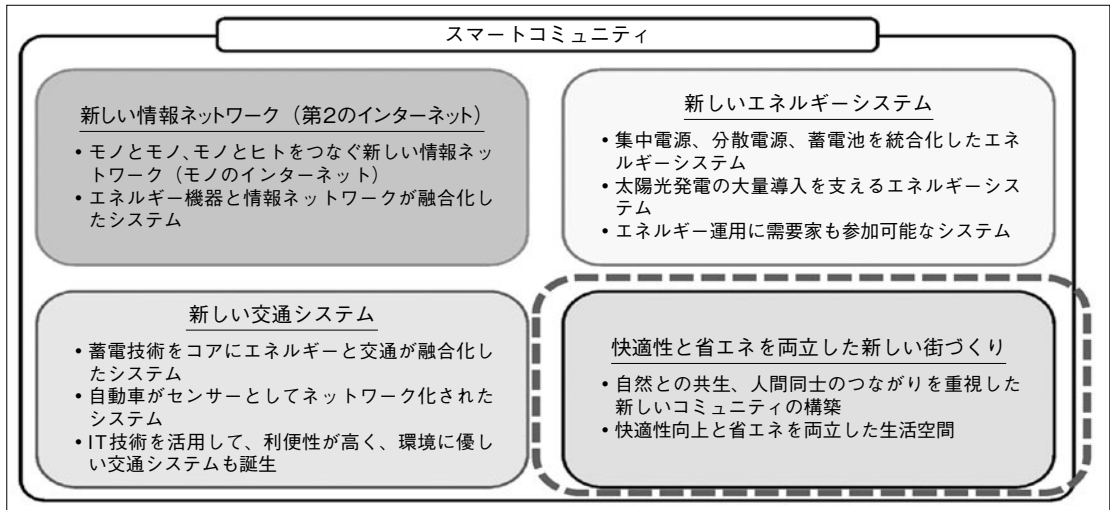 スマートコミュニティ
新しい情報ネットワーク(第2のインターネット)
• モノとモノ、モノとヒトをつなぐ新しい情報ネッ
トワーク(モノのインターネット)
• エネルギー機器と情報ネットワークが融合化し
たシステム
新しいエネルギーシステム
• 集中電源、分散電源、蓄電池を統合化したエネ
ルギーシステム
• 太陽光発電の大量導入を支えるエネルギーシス
テム
• エネルギー運用に需要家も参加可能なシステム
新しい交通システム
• 蓄電技術をコアにエネルギーと交通が融合化し
たシステム
• 自動車がセンサーとしてネットワーク化された
システム
• IT技術を活用して、利便性が高く、環境に優し
い交通システムも誕生
快適性と省エネを両立した新しい街づくり
• 自然との共生、人間同士のつながりを重視した
新しいコミュニティの構築
• 快適性向上と省エネを両立した生活空間